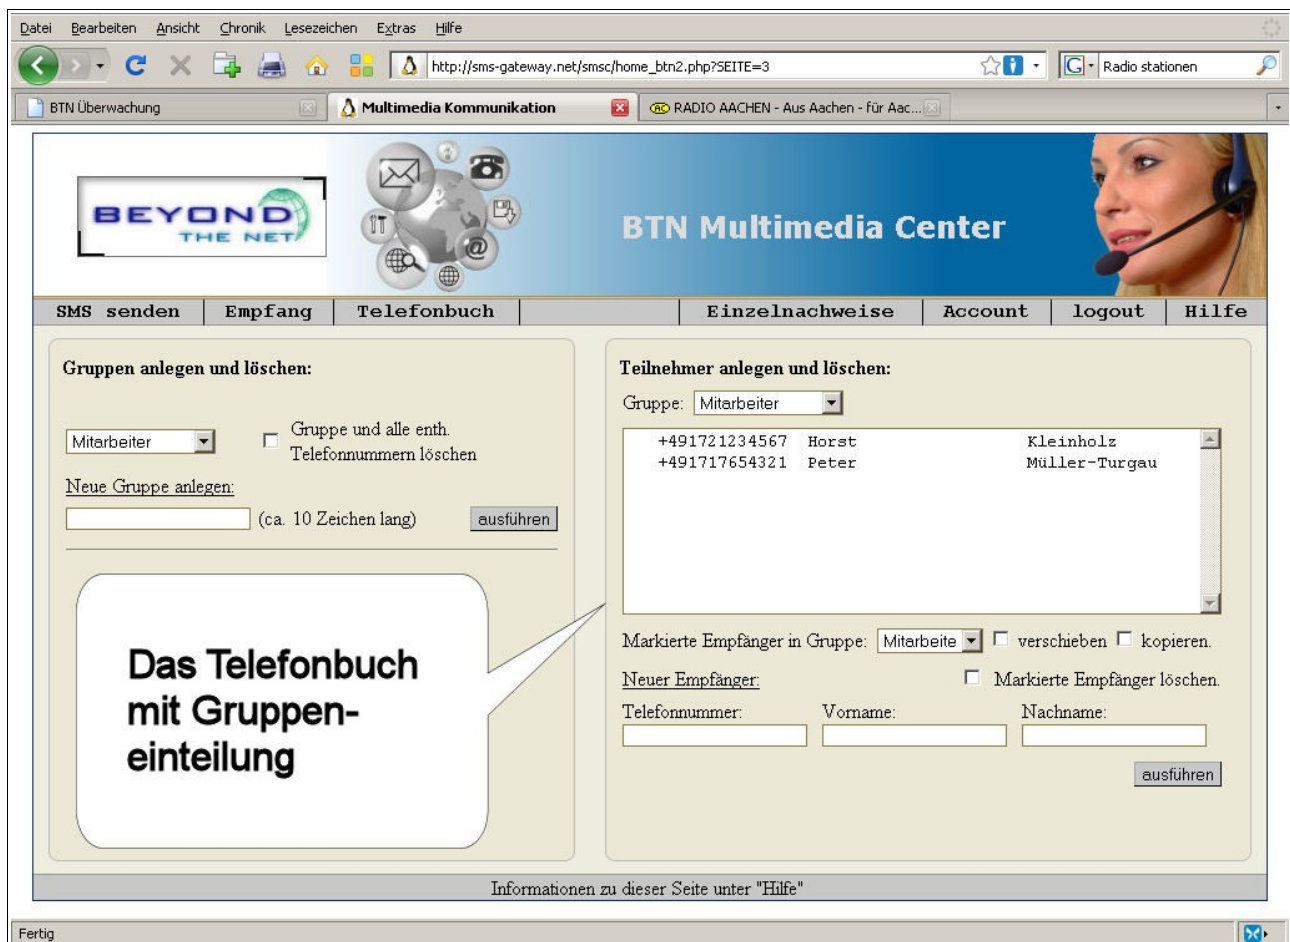 Datei Bearbeiten Ansicht Chronik Lesezeichen Extras Hilfe
http://sms-gateway.net/smsc/home_btn2.php?SEITE=3
G Radio stationen
BTN Überwachung
Multimedia Kommunikation
RADIO AACHEN - Aus Aachen - für Aac...
BEYOND
THE NET
BTN Multimedia Center
SMS senden Empfang Telefonbuch Einzelnachweise Account logout Hilfe
Gruppen anlegen und löschen:
Mitarbeiter
Gruppe und alle enth.
Telefonnummern löschen
Neue Gruppe anlegen:
(ca. 10 Zeichen lang) ausführen
Das Telefonbuch
mit Gruppen-
einteilung
Teilnehmer anlegen und löschen:
Gruppe: Mitarbeiter
+491721234567 Horst Kleinholz
+491717654321 Peter Müller-Turgau
Markierte Empfänger in Gruppe: Mitarbeite verschieben kopieren.
Neuer Empfänger: Markierte Empfänger löschen.
Telefonnummer: Vorname: Nachname:
ausführen
Informationen zu dieser Seite unter "Hilfe"
Fertig